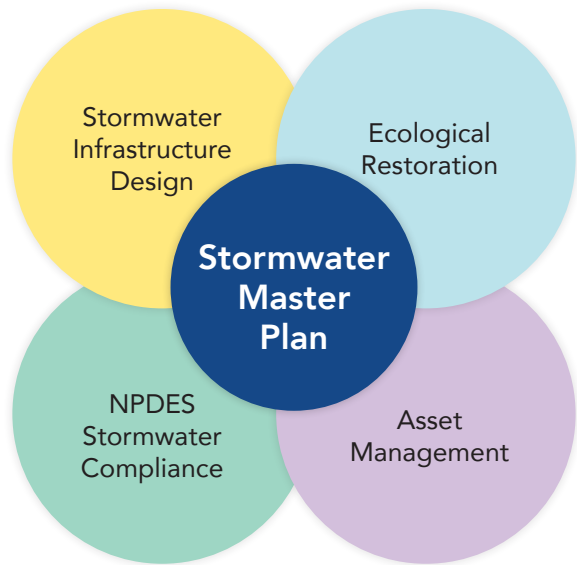 Stormwater
Infrastructure
Design
Ecological
Restoration
Stormwater
Master
Plan
NPDES
Stormwater
Compliance
Asset
Management